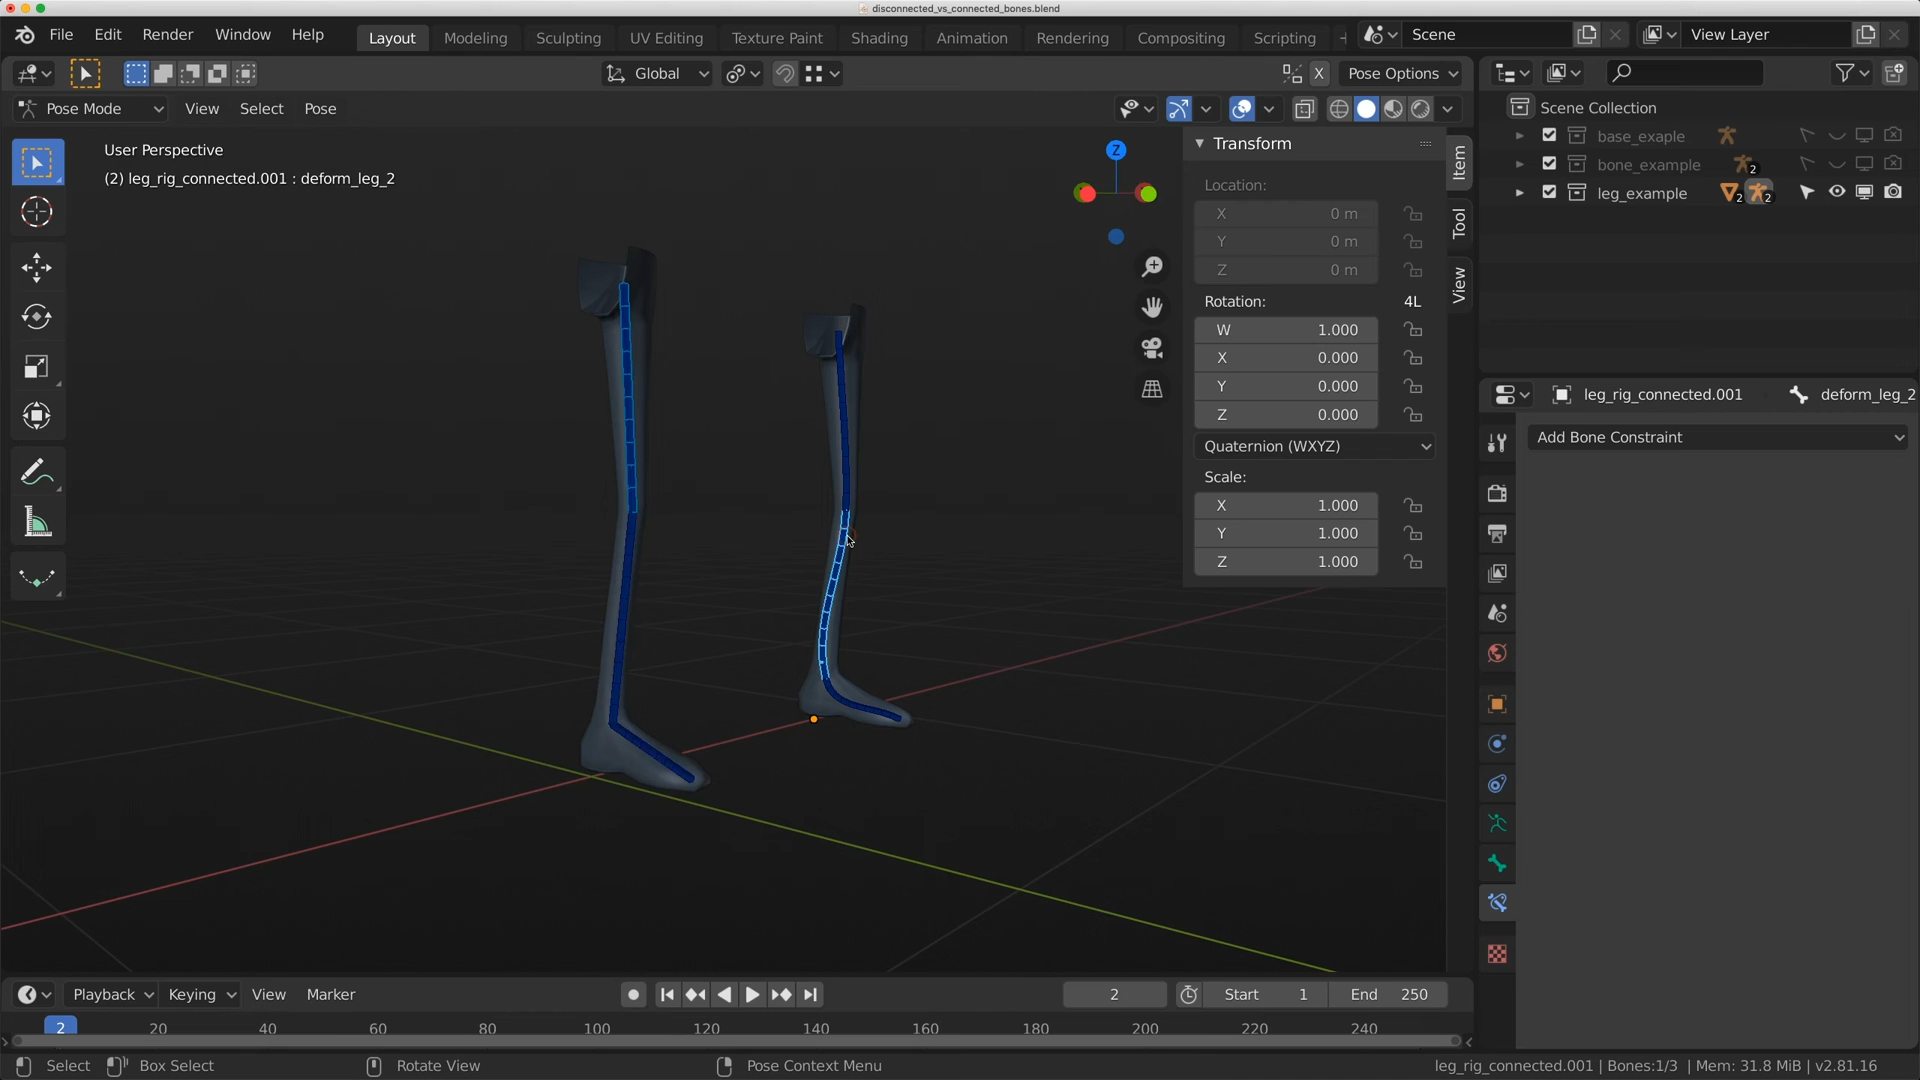 disconnected_vs_connected_bones.blend
File Edit Render Window Help Layout Modeling Sculpting UV Editing Texture Paint Shading Animation Rendering Compositing Scripting Scene View Layer
Global X Pose Options
Pose Mode View Select Pose
User Perspective
(2) leg_rig_connected.001 : deform_leg_2
Z
Transform
Location:
X 0 m
Y 0 m
Z 0 m
Rotation: 4L
W 1.000
X 0.000
Y 0.000
Z 0.000
Quaternion (WXYZ)
Scale:
X 1.000
Y 1.000
Z 1.000
Item
Tool
View
Scene Collection
base_exaple
bone_example 2
leg_example 2 2
leg_rig_connected.001 deform_leg_2
Add Bone Constraint
Playback Keying View Marker 2 Start 1 End 250
2 20 40 60 80 100 120 140 160 180 200 220 240
Select Box Select Rotate View Pose Context Menu leg_rig_connected.001 | Bones:1/3 | Mem: 31.8 MiB | v2.81.16